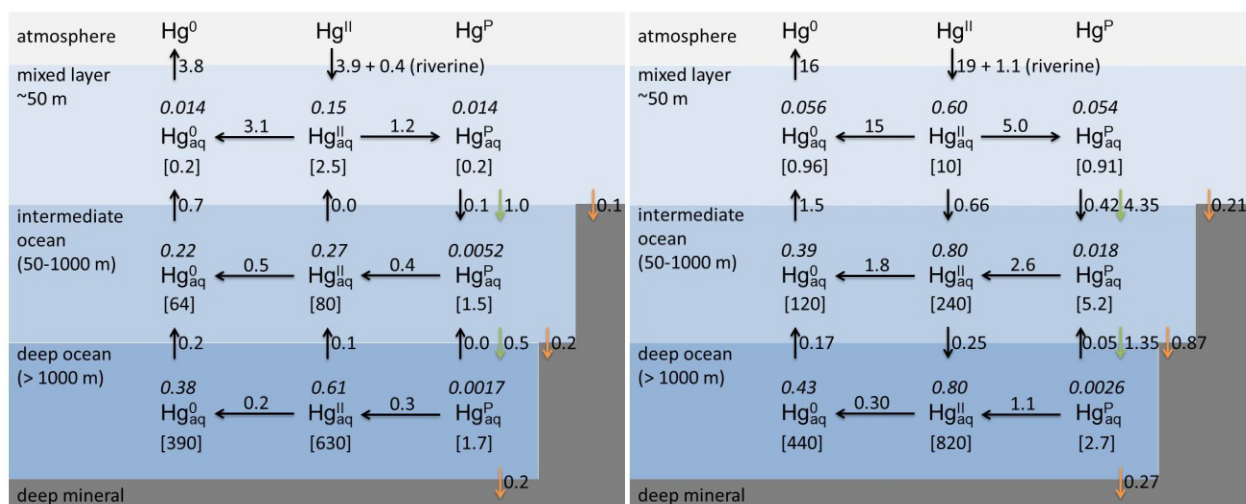 atmosphere Hg⁰ Hgᴵᴵ Hgᴾ
3.8 3.9 + 0.4 (riverine)
mixed layer
~50 m
0.014 0.15 0.014
Hg⁰aq 3.1 Hgᴵᴵaq 1.2 Hgᴾaq
[0.2] [2.5] [0.2]
0.7 0.0 0.1 1.0 0.1
intermediate
ocean
(50-1000 m)
0.22 0.27 0.0052
Hg⁰aq 0.5 Hgᴵᴵaq 0.4 Hgᴾaq
[64] [80] [1.5]
0.2 0.1 0.0 0.5 0.2
deep ocean
(> 1000 m)
0.38 0.61 0.0017
Hg⁰aq 0.2 Hgᴵᴵaq 0.3 Hgᴾaq
[390] [630] [1.7]
0.2
deep mineral
atmosphere Hg⁰ Hgᴵᴵ Hgᴾ
16 19 + 1.1 (riverine)
mixed layer
~50 m
0.056 0.60 0.054
Hg⁰aq 15 Hgᴵᴵaq 5.0 Hgᴾaq
[0.96] [10] [0.91]
1.5 0.66 0.42 4.35 0.21
intermediate
ocean
(50-1000 m)
0.39 0.80 0.018
Hg⁰aq 1.8 Hgᴵᴵaq 2.6 Hgᴾaq
[120] [240] [5.2]
0.17 0.25 0.05 1.35 0.87
deep ocean
(> 1000 m)
0.43 0.80 0.0026
Hg⁰aq 0.30 Hgᴵᴵaq 1.1 Hgᴾaq
[440] [820] [2.7]
0.27
deep mineral